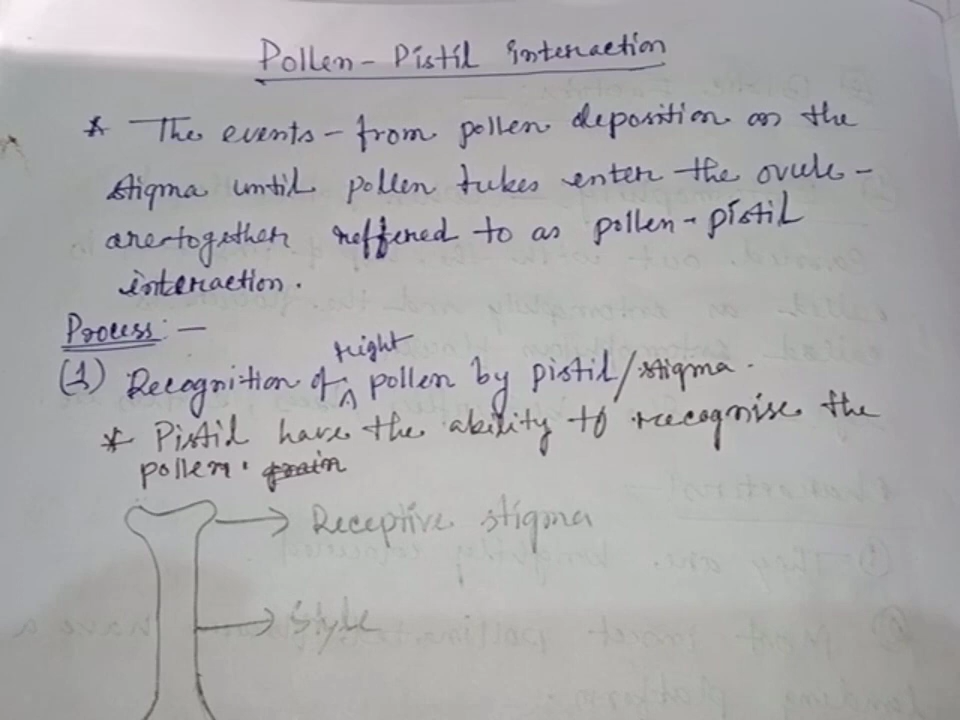 Pollen - Pistil interaction
* The events - from pollen deposition on the
stigma until pollen tubes enter the ovule -
are together reffered to as pollen - pistil
interaction.
Process: -
(1) Recognition of right pollen by pistil/stigma.
* Pistil have the ability to recognise the
pollen. grain
Receptive stigma
Style